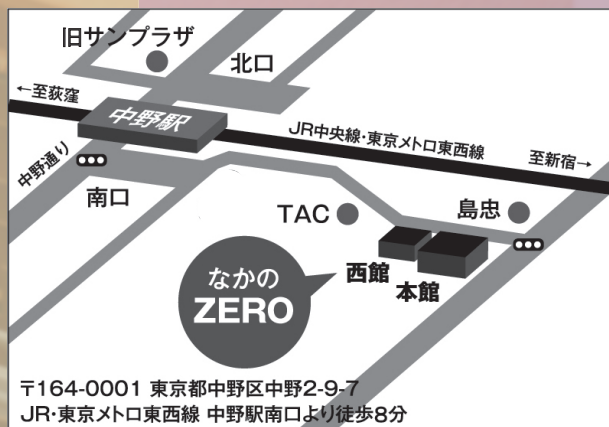 旧サンプラザ
北口
←至荻窪
中野駅
JR中央線・東京メトロ東西線
至新宿→
中野通り
南口
TAC
島忠
西館
本館
なかの
ZERO
〒164-0001 東京都中野区中野2-9-7
JR・東京メトロ東西線 中野駅南口より徒歩8分